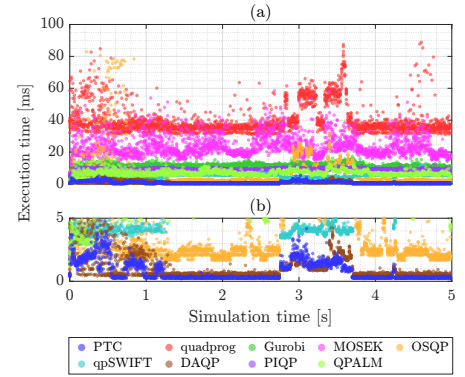 (a)
100
80
60
40
20
0
Execution time [ms]
(b)
5
0
0 1 2 3 4 5
Simulation time [s]
PTC quadprog Gurobi MOSEK OSQP
qpSWIFT DAQP PIQP QPALM